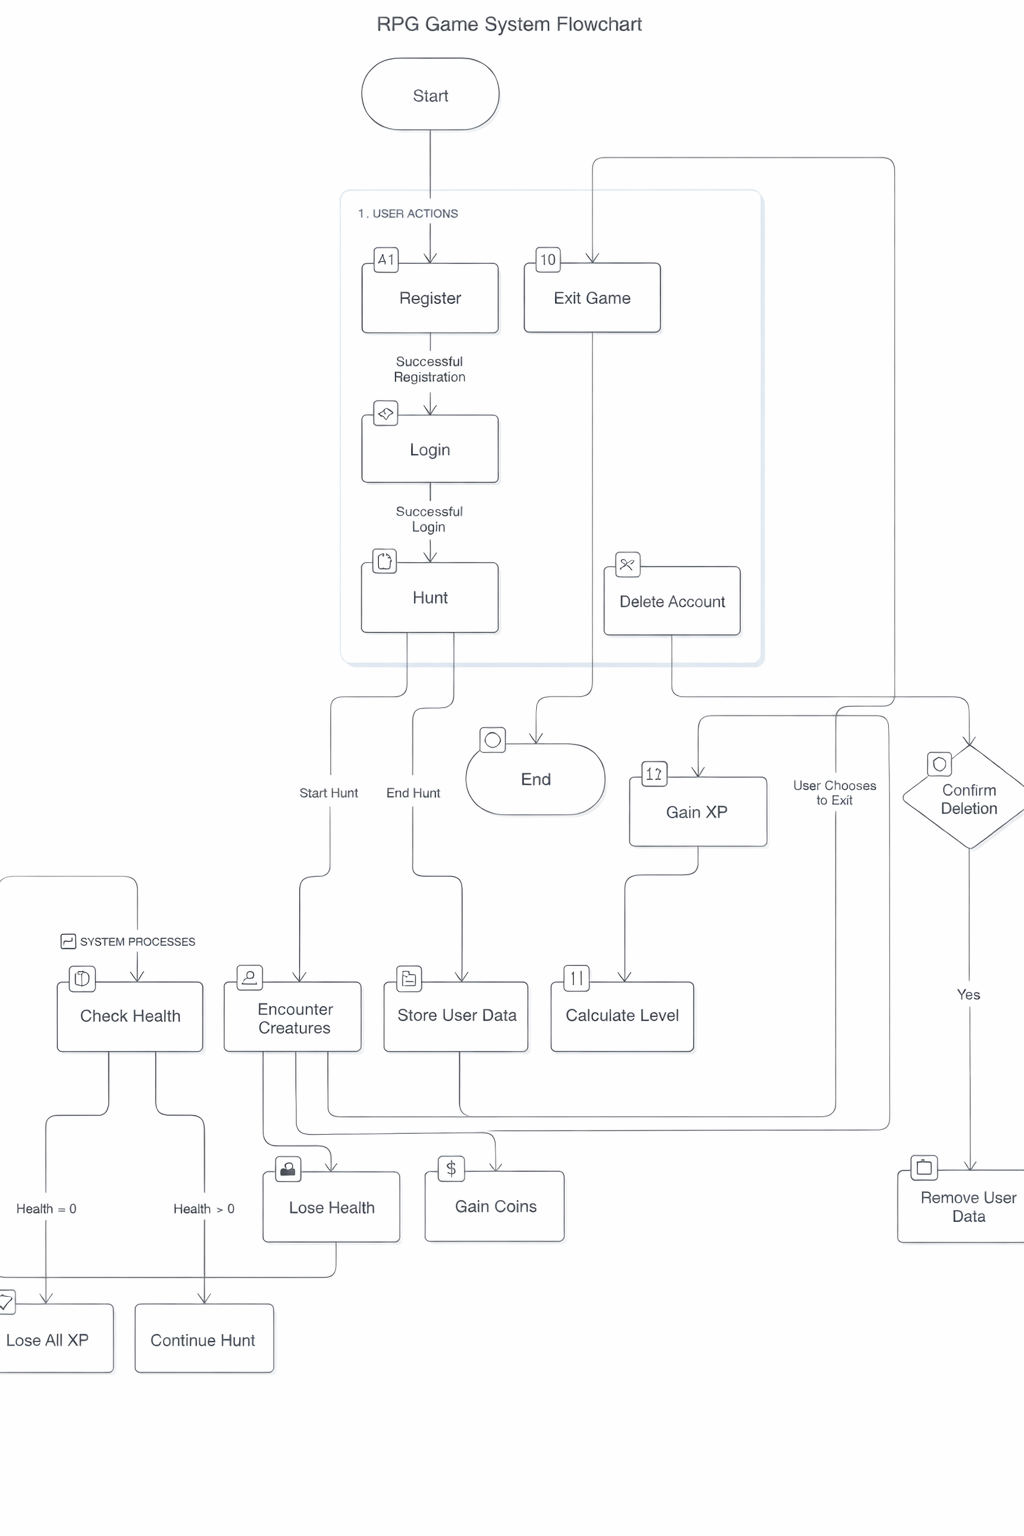 RPG Game System Flowchart
Start
1. USER ACTIONS
A1
Register
10
Exit Game
Successful
Registration
Login
Successful
Login
Hunt
Delete Account
Start Hunt
End Hunt
End
12
Gain XP
User Chooses
to Exit
Confirm
Deletion
SYSTEM PROCESSES
Check Health
Encounter
Creatures
Store User Data
11
Calculate Level
Yes
Health = 0
Health > 0
Lose Health
$
Gain Coins
Remove User
Data
Lose All XP
Continue Hunt